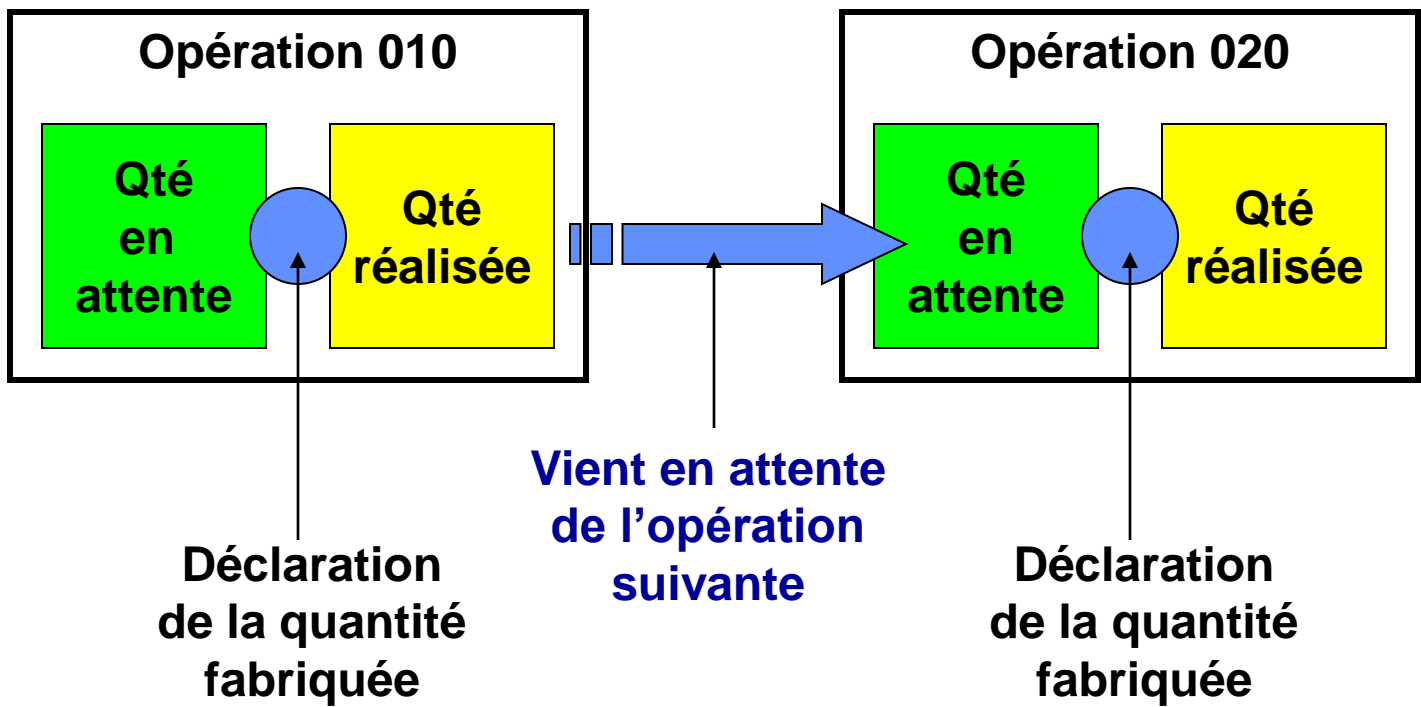 Opération 010
Qté
en
attente
Qté
réalisée
Opération 020
Qté
en
attente
Qté
réalisée
Vient en attente
de l’opération
suivante
Déclaration
de la quantité
fabriquée
Déclaration
de la quantité
fabriquée